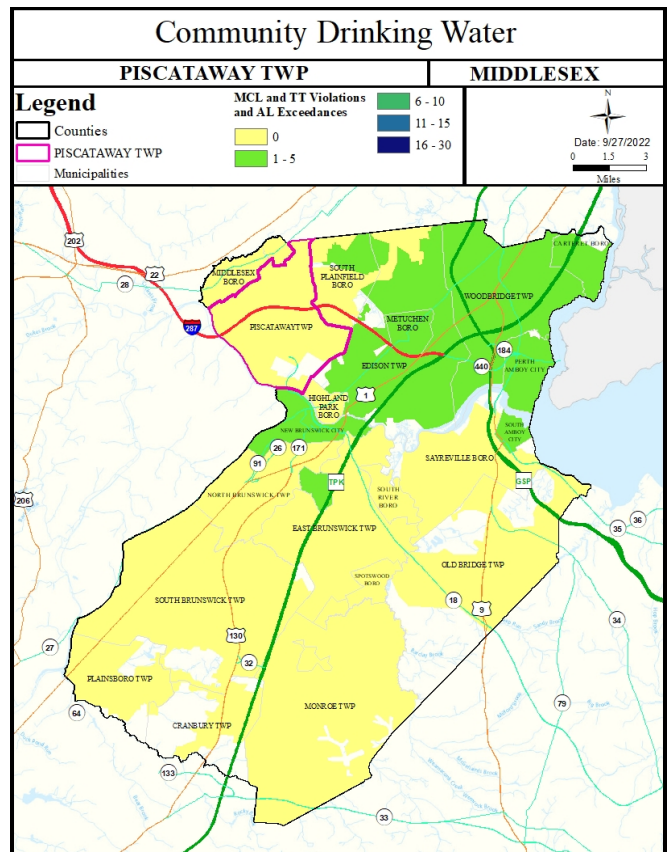 Community Drinking Water
PISCATAWAY TWP
MIDDLESEX
Legend
Counties
PISCATAWAY TWP
Municipalities
MCL and TT Violations
and AL Exceedances
0
1 - 5
6 - 10
11 - 15
16 - 30
N
Date: 9/27/2022
0 1.5 3
Miles
202
22
28
287
CARTERET BORO
MIDDLESEX
BORO
SOUTH
PLAINFIELD
BORO
WOODBRIDGE TWP
METUCHEN
BORO
PISCATAWAY TWP
EDISON TWP
184
440
PERTH
AMBOY CITY
1
HIGHLAND
PARK
BORO
NEW BRUNSWICK CITY
SOUTH
AMBOY
CITY
26
171
91
SAYREVILLE BORO
TPK
GSP
NORTH BRUNSWICK TWP
SOUTH
RIVER
BORO
206
EAST BRUNSWICK TWP
36
35
OLD BRIDGE TWP
SPOTSWOOD
BORO
18
9
34
SOUTH BRUNSWICK TWP
130
27
32
PLAINSBORO TWP
MONROE TWP
79
64
CRANBURY TWP
133
33